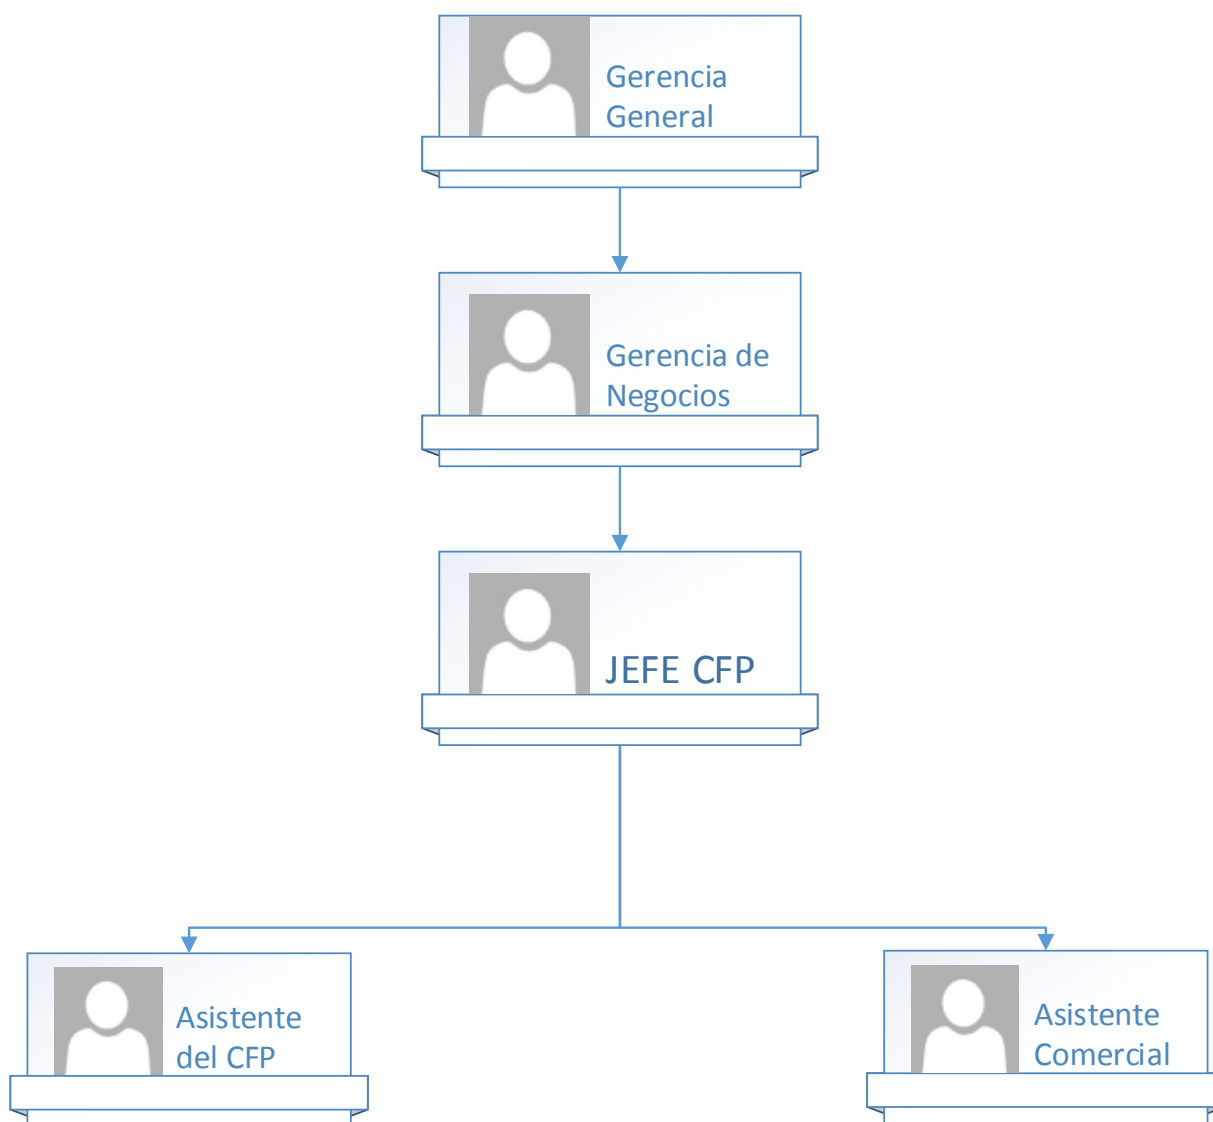 Gerencia
General
Gerencia de
Negocios
JEFE CFP
Asistente
del CFP
Asistente
Comercial